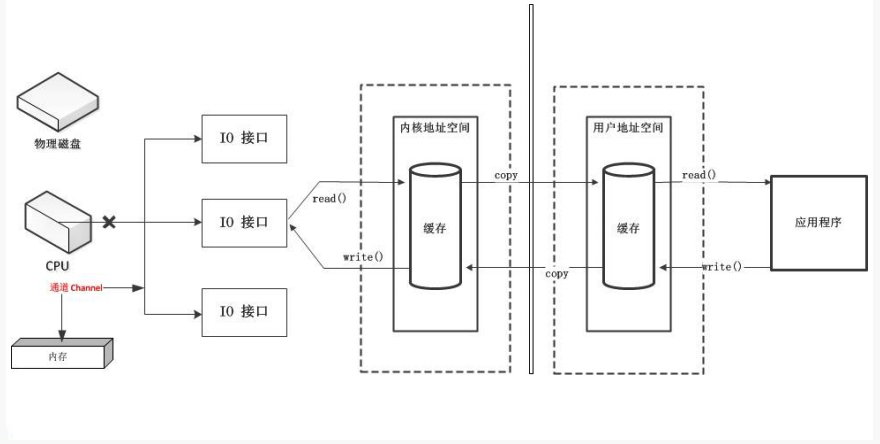 物理磁盘
CPU
通道 Channel
内存
IO 接口
IO 接口
IO 接口
read()
write()
内核地址空间
缓存
copy
copy
用户地址空间
缓存
read()
write()
应用程序